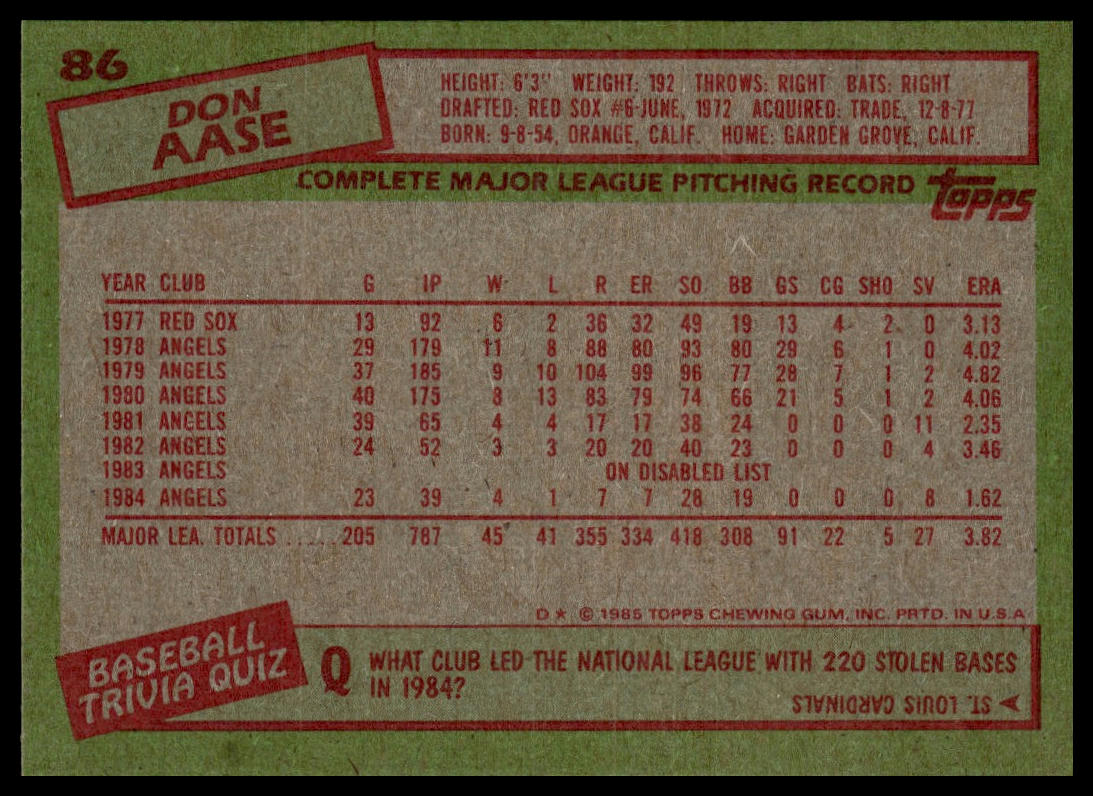 86
DON
AASE
HEIGHT: 6'3" WEIGHT: 192 THROWS: RIGHT BATS: RIGHT
DRAFTED: RED SOX #6-JUNE, 1972 ACQUIRED: TRADE, 12-8-77
BORN: 9-8-54, ORANGE, CALIF. HOME: GARDEN GROVE, CALIF.
COMPLETE MAJOR LEAGUE PITCHING RECORD
topps
YEAR CLUB G IP W L R ER SO BB GS CG SHO SV ERA
1977 RED SOX 13 92 6 2 36 32 49 19 13 4 2 0 3.13
1978 ANGELS 29 179 11 8 88 80 93 80 29 6 1 0 4.02
1979 ANGELS 37 185 9 10 104 99 96 77 28 7 1 2 4.82
1980 ANGELS 40 175 8 13 83 79 74 66 21 5 1 2 4.06
1981 ANGELS 39 65 4 4 17 17 38 24 0 0 0 11 2.35
1982 ANGELS 24 52 3 3 20 20 40 23 0 0 0 4 3.46
1983 ANGELS ON DISABLED LIST
1984 ANGELS 23 39 4 1 7 7 28 19 0 0 0 8 1.62
MAJOR LEA. TOTALS ..... 205 787 45 41 355 334 418 308 91 22 5 27 3.82
D★ © 1985 TOPPS CHEWING GUM, INC. PRTD. IN U.S.A
BASEBALL
TRIVIA QUIZ
Q WHAT CLUB LED THE NATIONAL LEAGUE WITH 220 STOLEN BASES
IN 1984?
ST. LOUIS CARDINALS